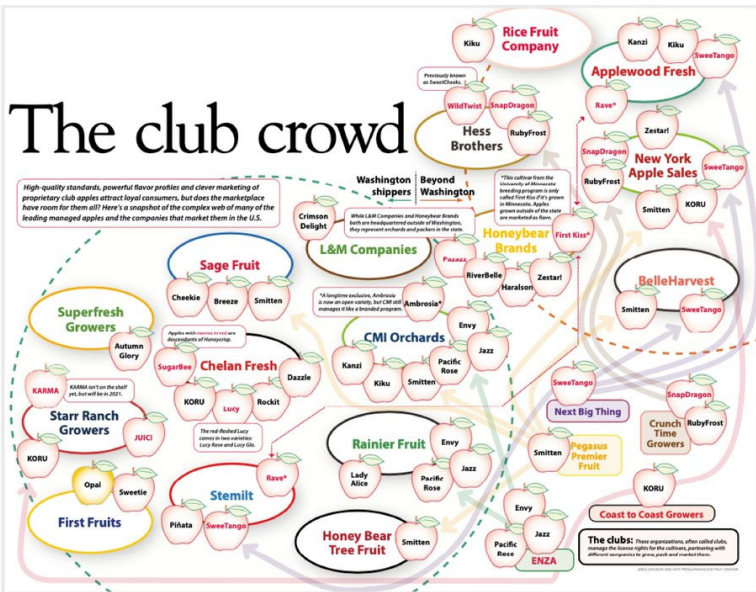 The club crowd
High-quality standards, powerful flavor profiles and clever marketing of
proprietary club apples attract loyal consumers, but does the marketplace
have room for them all? Here's a snapshot of the complex web of many of the
leading managed apples and the companies that market them in the U.S.
Kiku
Rice Fruit
Company
Kanzi
Kiku
SweeTango
Applewood Fresh
Rave*
Previously known
as SweetCheeks.
WildTwist
SnapDragon
RubyFrost
Hess
Brothers
Zestar!
SnapDragon
RubyFrost
New York
Apple Sales
SweeTango
Smitten
KORU
Washington
shippers
Beyond
Washington
*This cultivar from the
University of Minnesota
breeding program is only
called First Kiss if it's grown
in Minnesota. Apples
grown outside of the state
are marketed as Rave.
Crimson
Delight
While L&M Companies and Honeybear Brands
both are headquartered outside of Washington,
they represent orchards and packers in the state.
L&M Companies
Honeybear
Brands
First Kiss*
Pazazz
RiverBelle
Haralson
Zestar!
BelleHarvest
Smitten
SweeTango
Sage Fruit
Cheekie
Breeze
Smitten
*A longtime exclusive, Ambrosia
is now an open variety, but CMI still
manages it like a branded program.
Ambrosia*
CMI Orchards
Envy
Jazz
Kanzi
Kiku
Smitten
Pacific
Rose
Superfresh
Growers
Autumn
Glory
Apples with names in red are
descendants of Honeycrisp.
SugarBee
Chelan Fresh
Dazzle
KORU
Lucy
Rockit
The red fleshed Lucy
comes in two varieties:
Lucy Rose and Lucy Glo.
KARMA
KARMA isn't on the shelf
yet, but will be in 2021.
Starr Ranch
Growers
JUICI
KORU
Rainier Fruit
Envy
Jazz
Lady
Alice
Pacific
Rose
SweeTango
Next Big Thing
Smitten
Pegasus
Premier
Fruit
SnapDragon
RubyFrost
Crunch
Time
Growers
Opal
Sweetie
First Fruits
Rave*
Stemilt
Piñata
SweeTango
Honey Bear
Tree Fruit
Smitten
Envy
Jazz
Pacific
Rose
ENZA
KORU
Coast to Coast Growers
The clubs: These organizations, often called clubs,
manage the license rights for the cultivars, partnering with
different companies to grow, pack and market them.